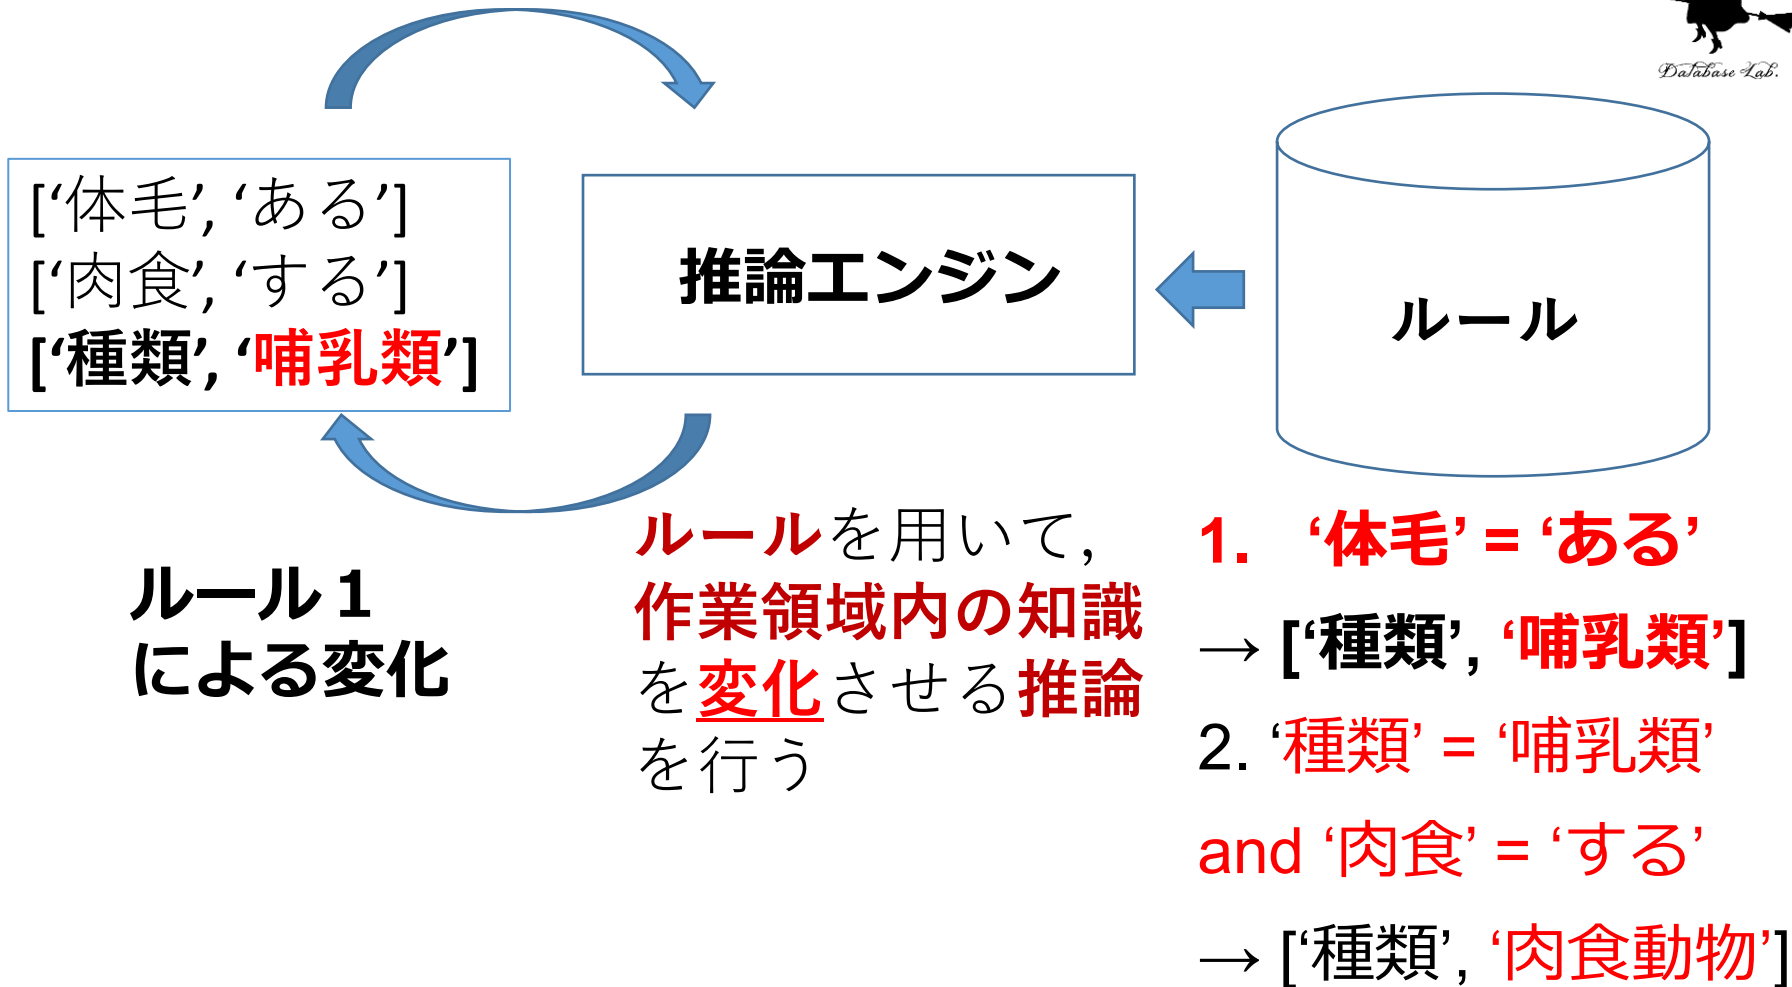 Database Lab.
[‘体毛’, ‘ある’]
[‘肉食’, ‘する’]
[‘種類’, ‘哺乳類’]
推論エンジン
ルール
ルール１
による変化
ルールを用いて,
作業領域内の知識
を変化させる推論
を行う
1. ‘体毛’ = ‘ある’
→ [‘種類’, ‘哺乳類’]
2. ‘種類’ = ‘哺乳類’
and ‘肉食’ = ‘する’
→ [‘種類’, ‘肉食動物’]